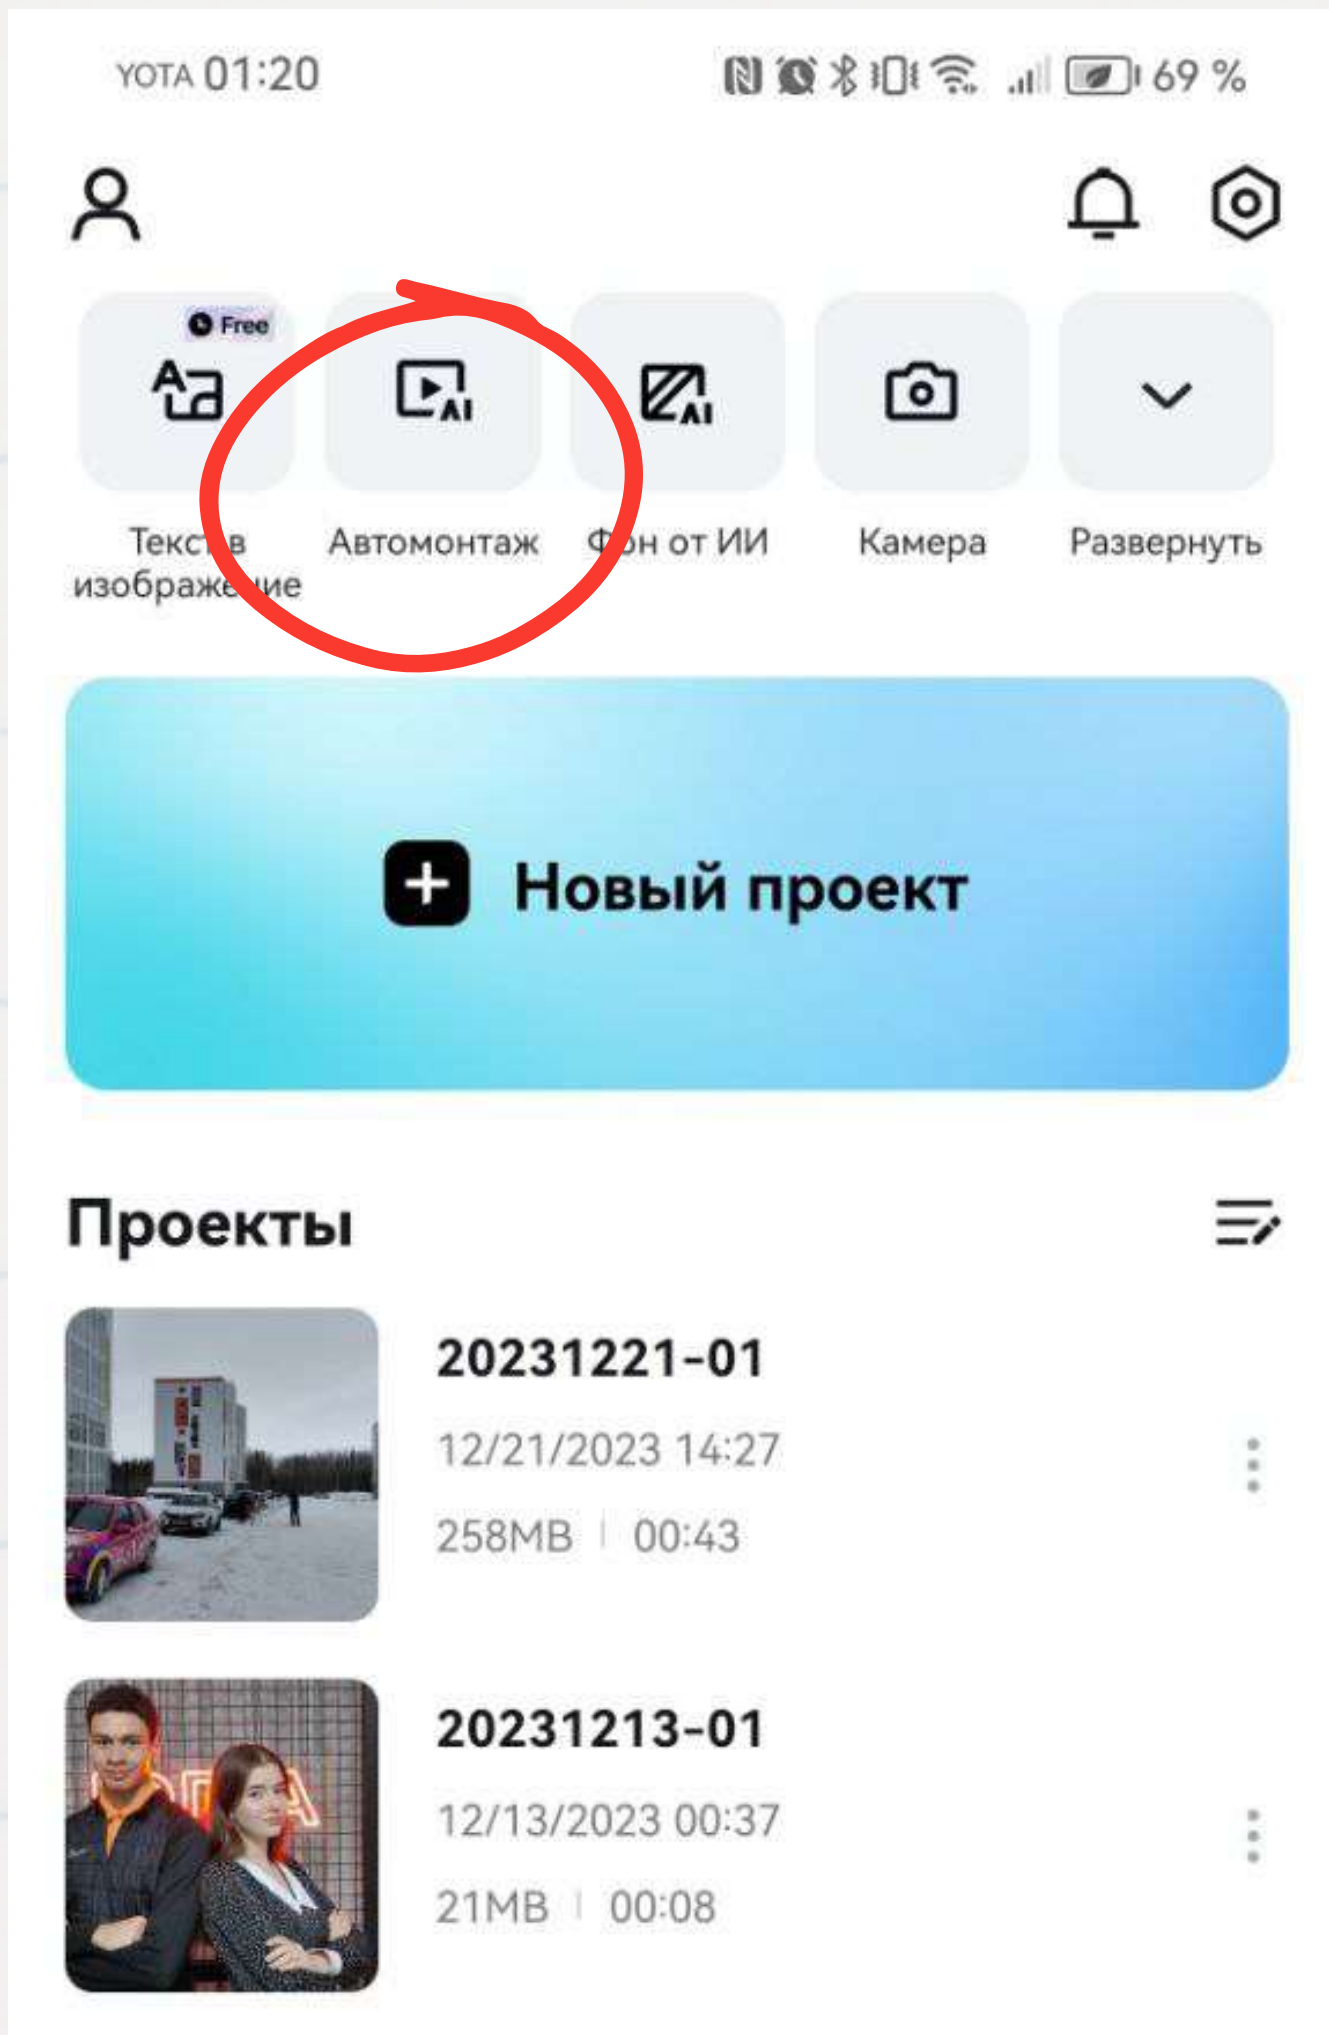 YOTA 01:20
69 %
Free
Текст в
изображение
Автомонтаж
Фон от ИИ
Камера
Развернуть
Новый проект
Проекты
20231221-01
12/21/2023 14:27
258MB | 00:43
20231213-01
12/13/2023 00:37
21MB | 00:08